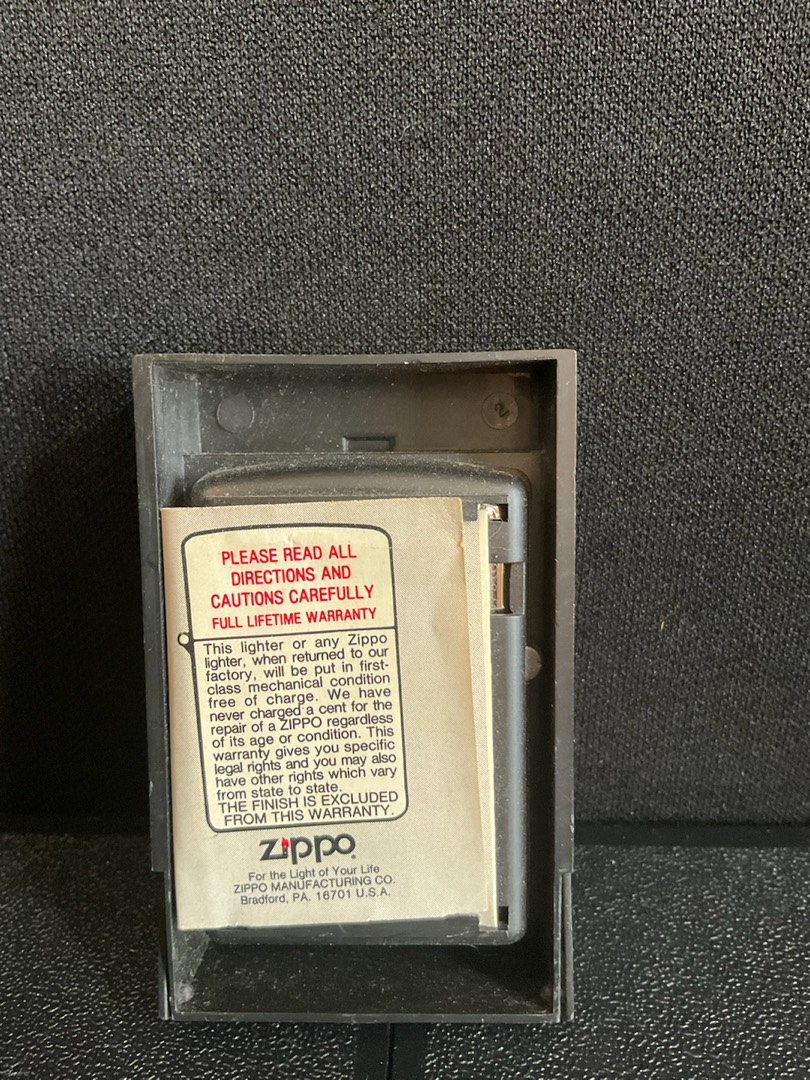 2
PLEASE READ ALL
DIRECTIONS AND
CAUTIONS CAREFULLY
FULL LIFETIME WARRANTY
This lighter or any Zippo
lighter, when returned to our
factory, will be put in first-
class mechanical condition
free of charge. We have
never charged a cent for the
repair of a ZIPPO regardless
of its age or condition. This
warranty gives you specific
legal rights and you may also
have other rights which vary
from state to state.
THE FINISH IS EXCLUDED
FROM THIS WARRANTY.
zippo®
For the Light of Your Life
ZIPPO MANUFACTURING CO.
Bradford, PA. 16701 U.S.A.